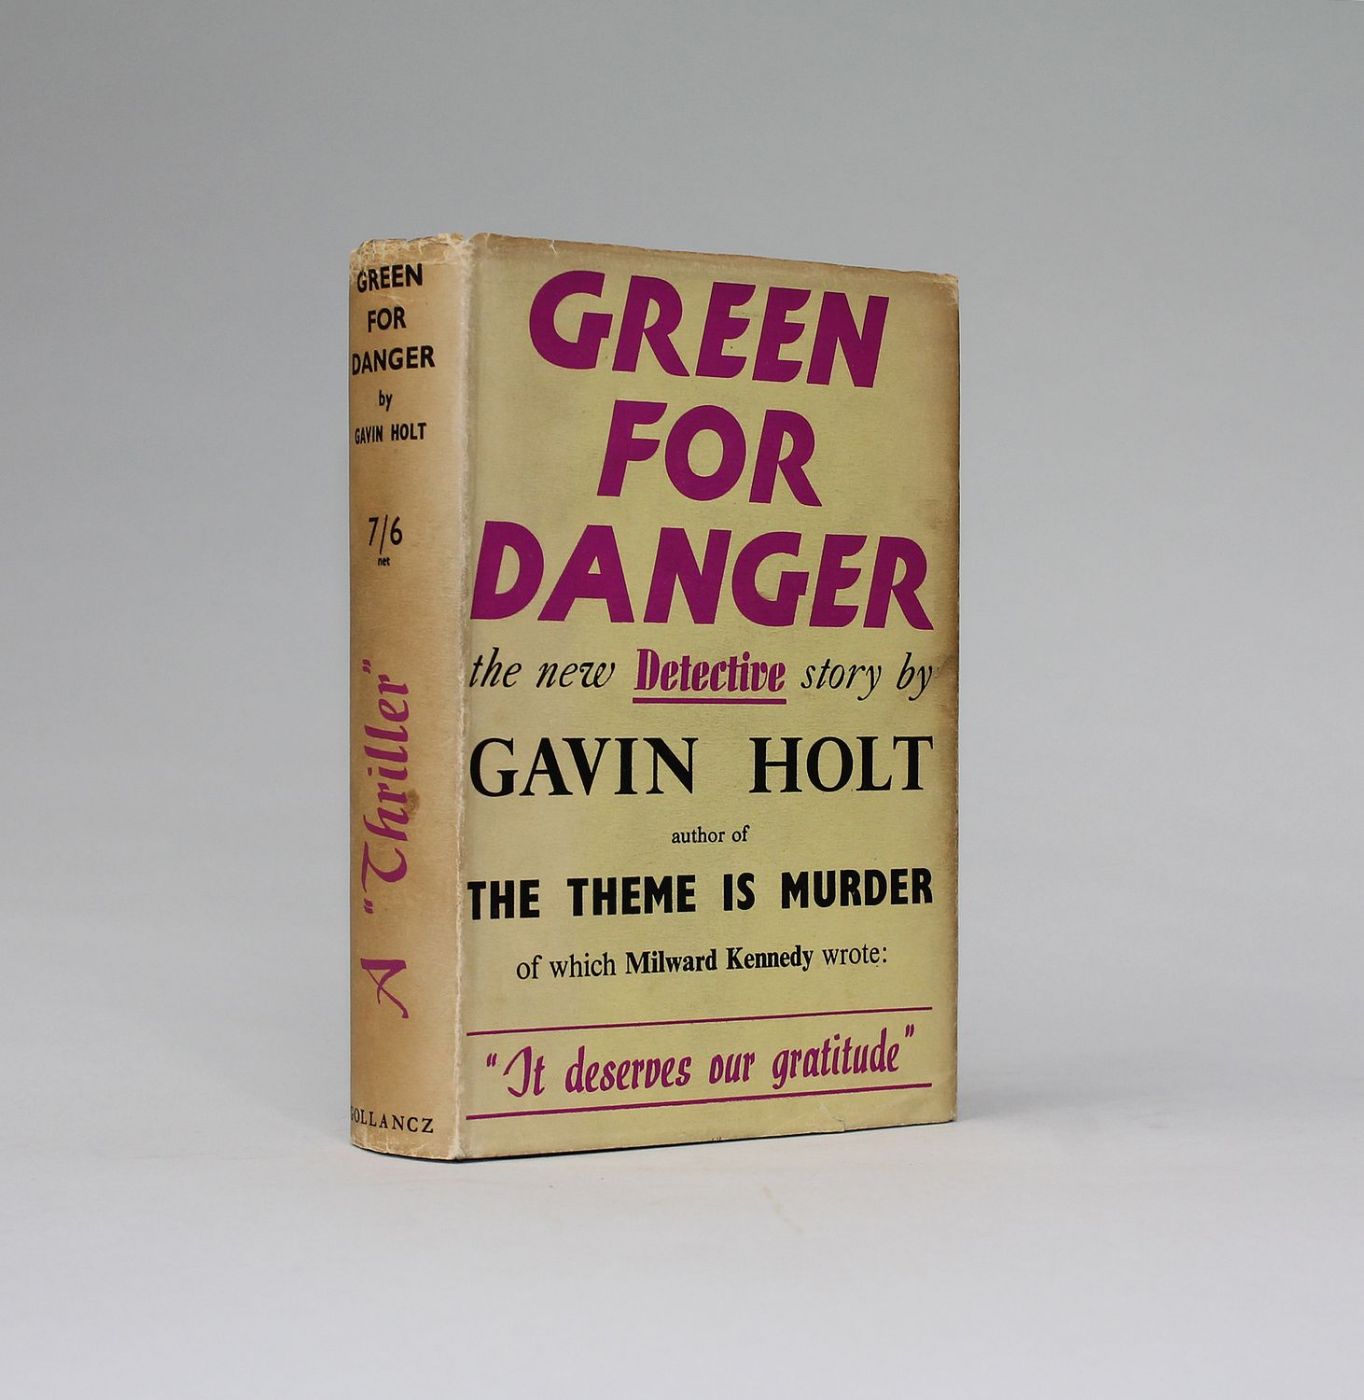 GREEN
FOR
DANGER
by
GAVIN HOLT
7/6
net
A "Thriller"
GOLLANCZ
GREEN
FOR
DANGER
the new Detective story by
GAVIN HOLT
author of
THE THEME IS MURDER
of which Milward Kennedy wrote:
"It deserves our gratitude"